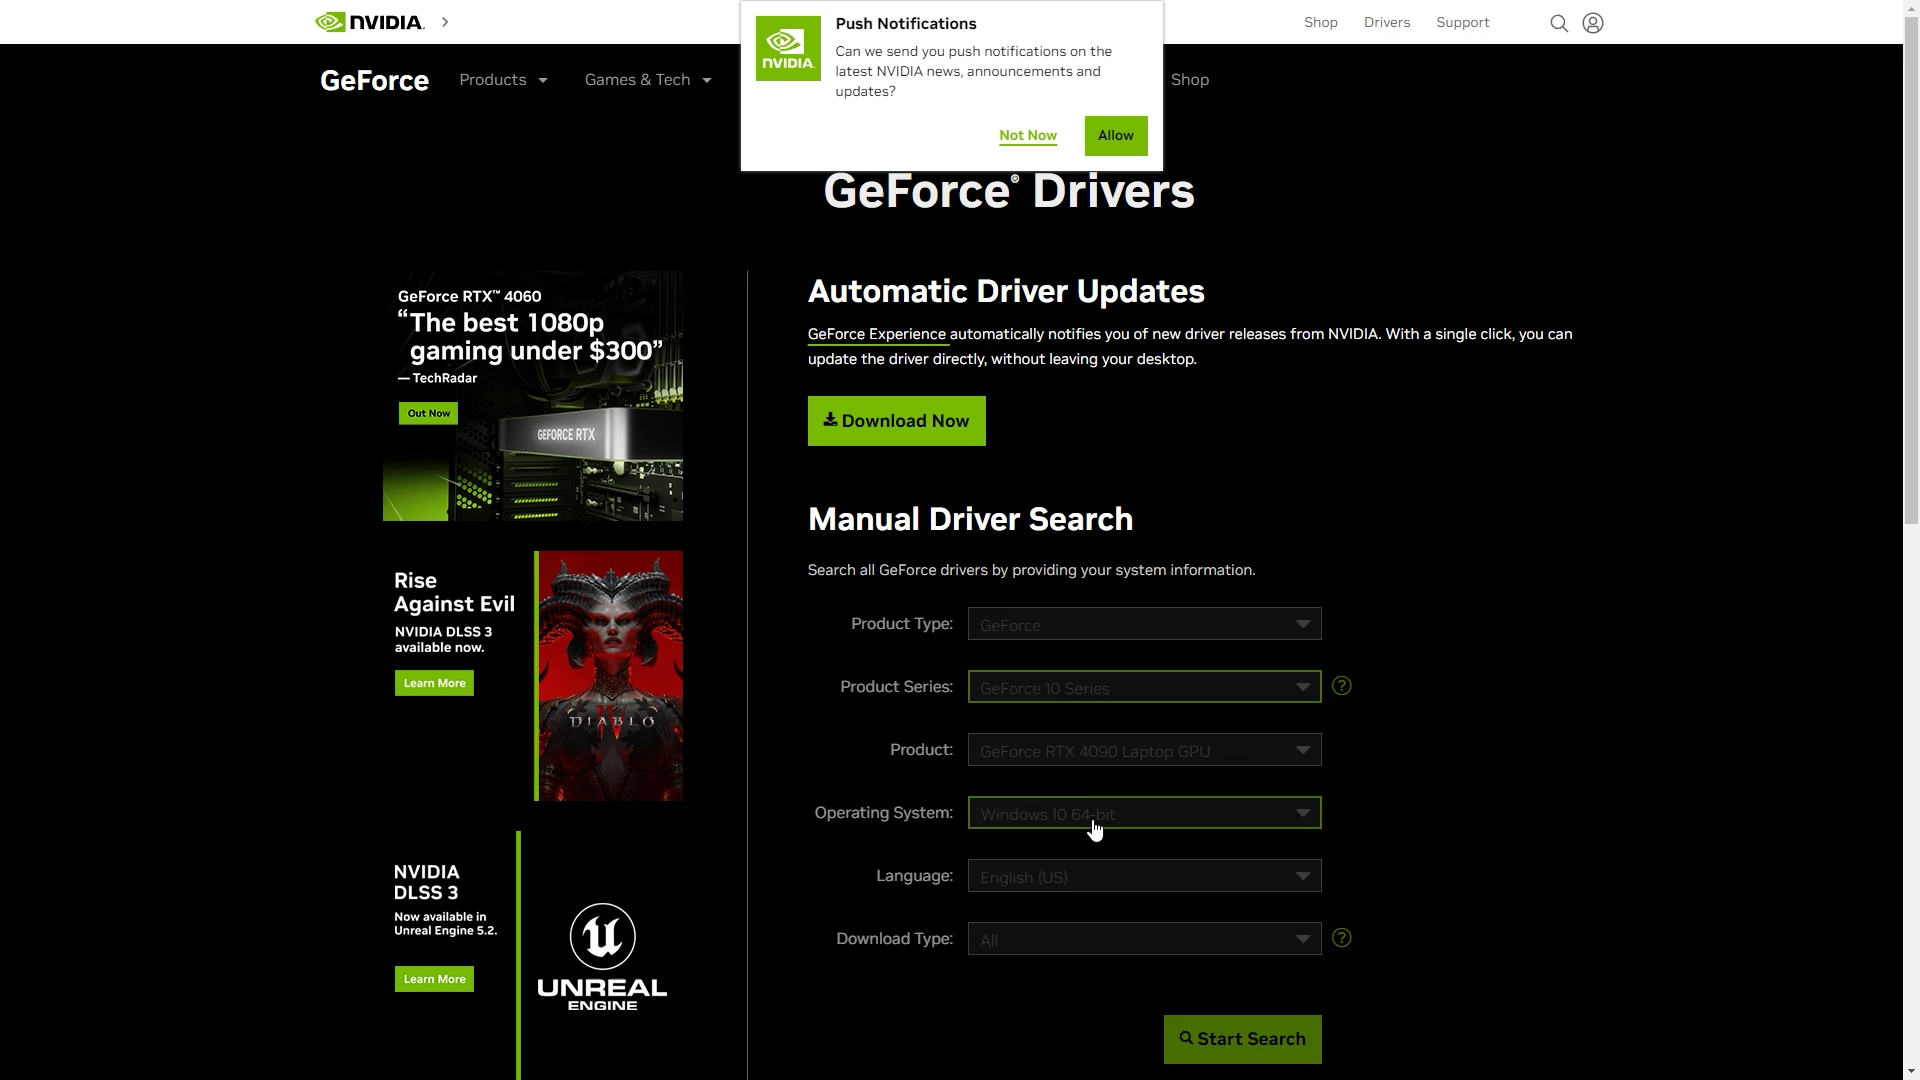 NVIDIA.
Push Notifications
Can we send you push notifications on the
latest NVIDIA news, announcements and
updates?
NVIDIA.
Not Now
Allow
Shop
Drivers
Support
GeForce
Products
Games & Tech
Shop
GeForce® Drivers
GeForce RTX™ 4060
“The best 1080p
gaming under $300”
— TechRadar
Out Now
GEFORCE RTX
Rise
Against Evil
NVIDIA DLSS 3
available now.
Learn More
DIABLO
IV
NVIDIA
DLSS 3
Now available in
Unreal Engine 5.2.
Learn More
UNREAL
ENGINE
Automatic Driver Updates
GeForce Experience automatically notifies you of new driver releases from NVIDIA. With a single click, you can
update the driver directly, without leaving your desktop.
Download Now
Manual Driver Search
Search all GeForce drivers by providing your system information.
Product Type: GeForce
Product Series: GeForce 10 Series ?
Product: GeForce RTX 4090 Laptop GPU
Operating System: Windows 10 64-bit
Language: English (US)
Download Type: All ?
Start Search